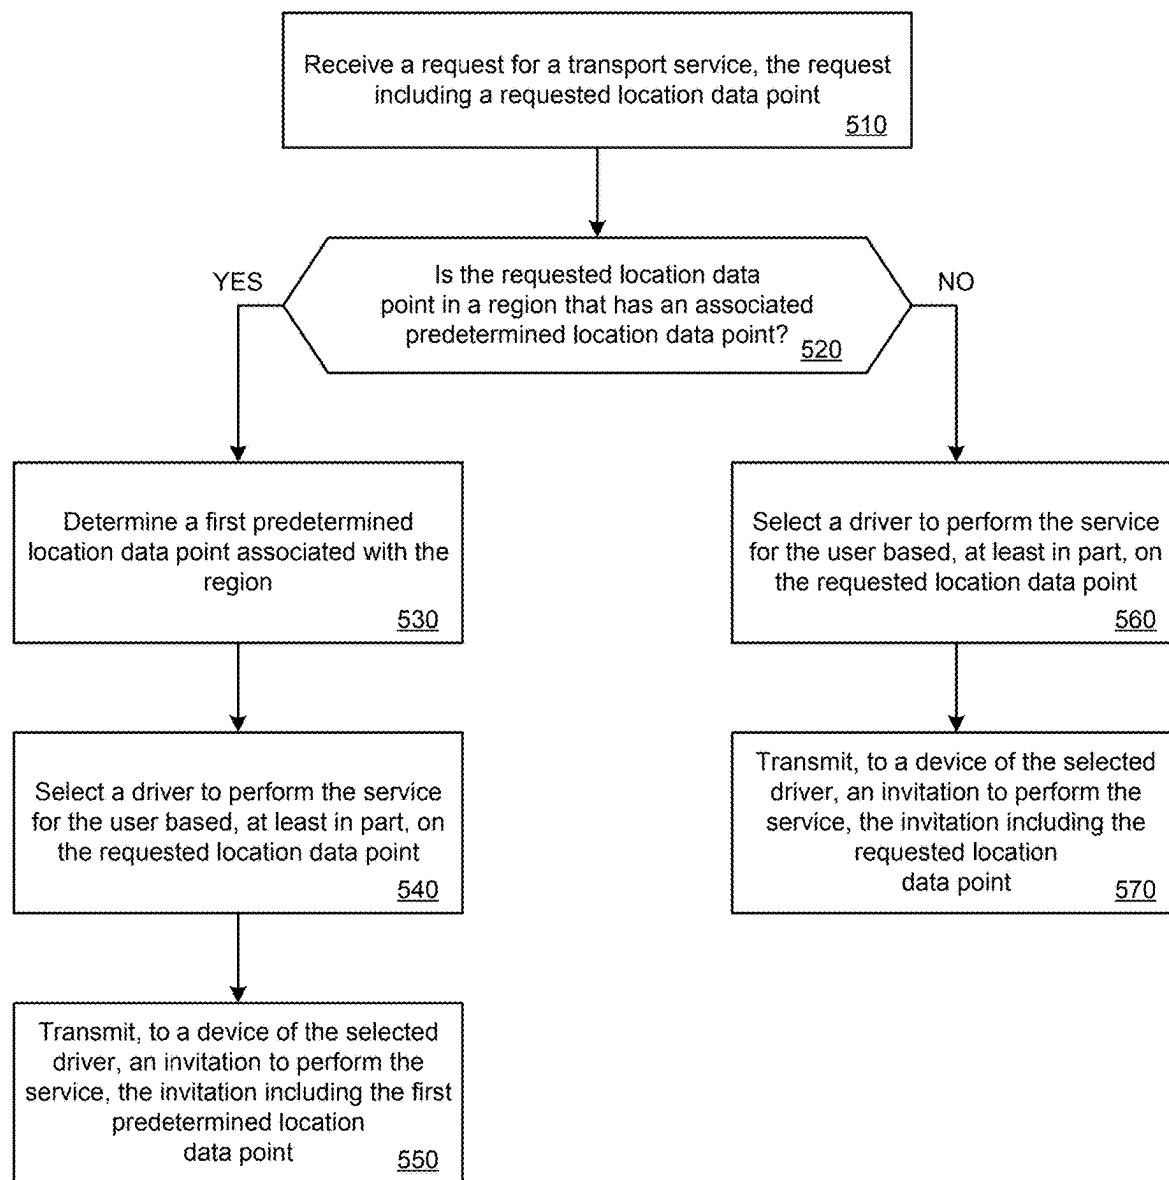 Receive a request for a transport service, the request
including a requested location data point
510
YES
Is the requested location data
point in a region that has an associated
predetermined location data point?
520
NO
Determine a first predetermined
location data point associated with the
region
530
Select a driver to perform the service
for the user based, at least in part, on
the requested location data point
540
Transmit, to a device of the selected
driver, an invitation to perform the
service, the invitation including the first
predetermined location
data point
550
Select a driver to perform the service
for the user based, at least in part, on
the requested location data point
560
Transmit, to a device of the selected
driver, an invitation to perform the
service, the invitation including the
requested location
data point
570